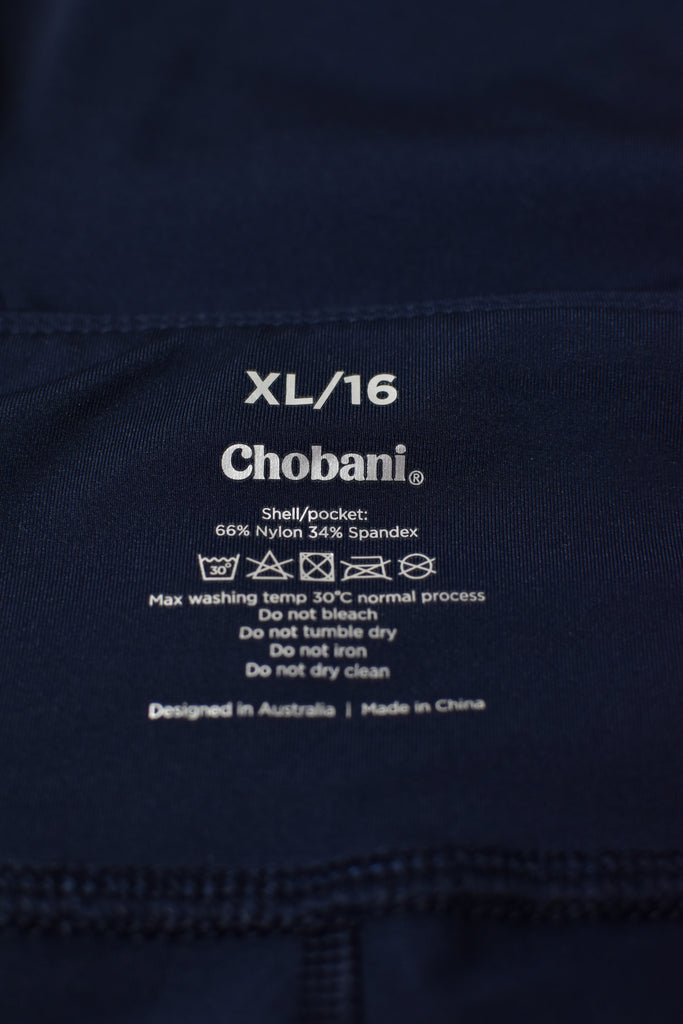 XL/16
Chobani®
Shell/pocket:
66% Nylon 34% Spandex
30°
Max washing temp 30°C normal process
Do not bleach
Do not tumble dry
Do not iron
Do not dry clean
Designed in Australia | Made in China